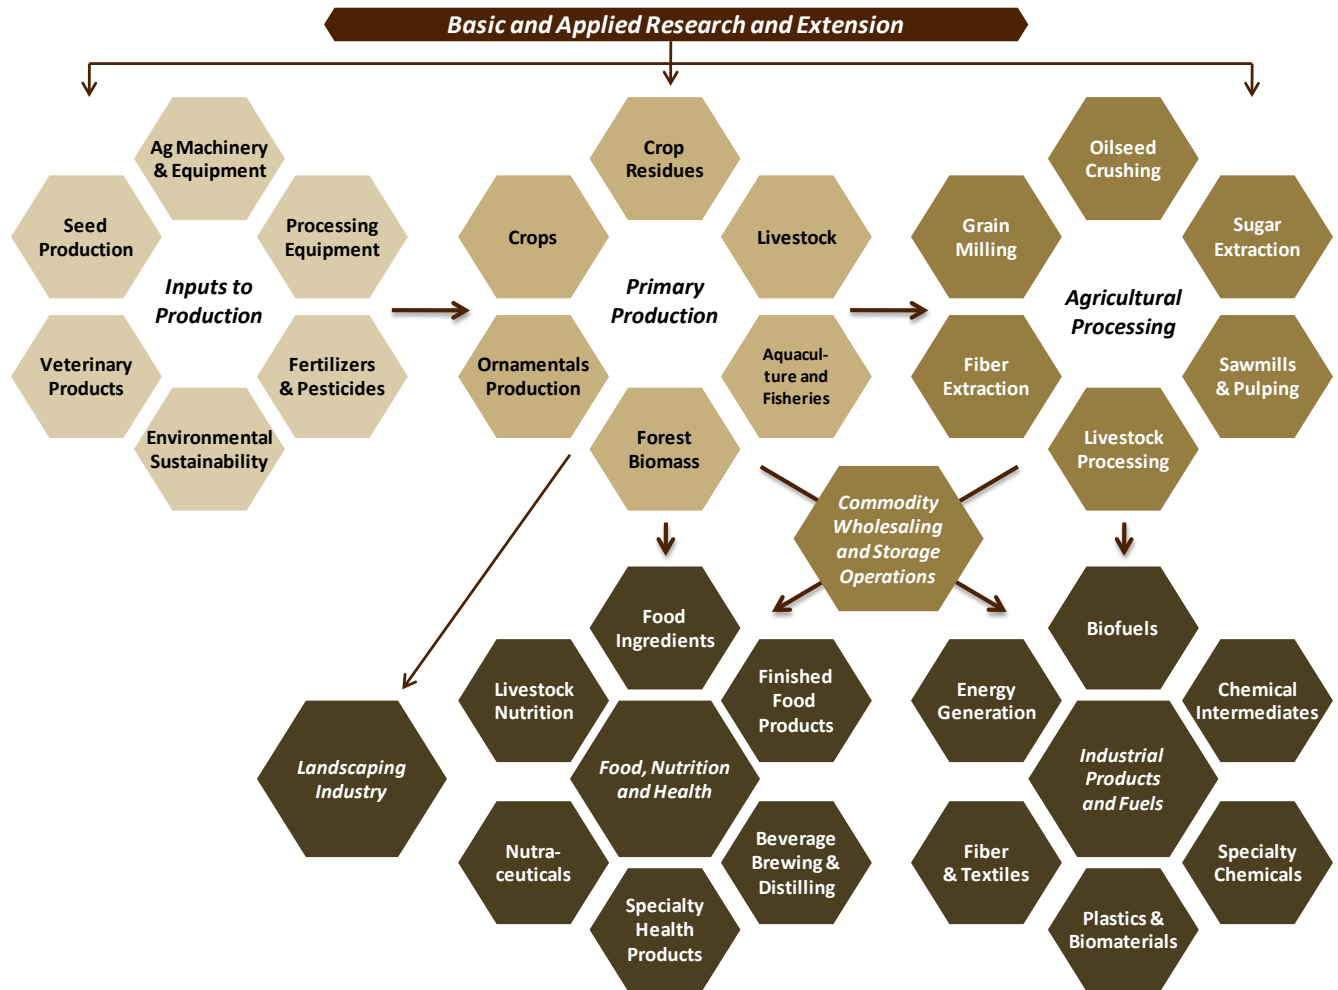 Basic and Applied Research and Extension
Ag Machinery
& Equipment
Seed
Production
Processing
Equipment
Inputs to
Production
Veterinary
Products
Fertilizers
& Pesticides
Environmental
Sustainability
Crop
Residues
Crops
Livestock
Primary
Production
Ornamentals
Production
Aquacul-
ture and
Fisheries
Forest
Biomass
Oilseed
Crushing
Grain
Milling
Sugar
Extraction
Agricultural
Processing
Fiber
Extraction
Sawmills
& Pulping
Livestock
Processing
Commodity
Wholesaling
and Storage
Operations
Landscaping
Industry
Food
Ingredients
Livestock
Nutrition
Finished
Food
Products
Food, Nutrition
and Health
Nutra-
ceuticals
Beverage
Brewing &
Distilling
Specialty
Health
Products
Biofuels
Energy
Generation
Chemical
Intermediates
Industrial
Products
and Fuels
Fiber
& Textiles
Specialty
Chemicals
Plastics &
Biomaterials